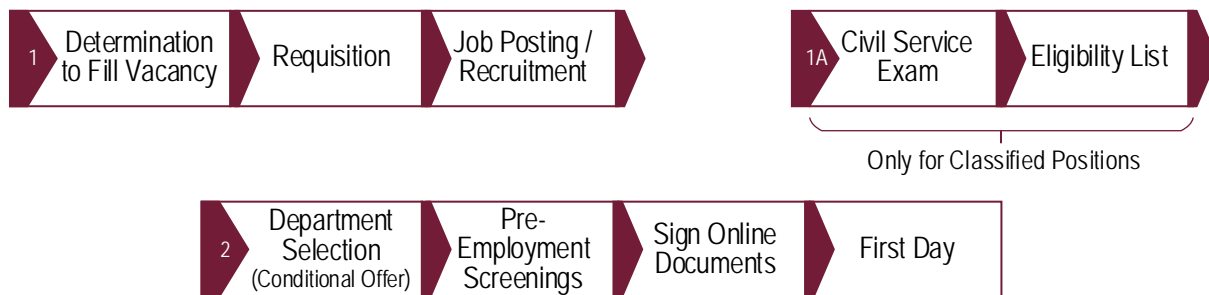 1
Determination
to Fill Vacancy
Requisition
Job Posting /
Recruitment
1A
Civil Service
Exam
Eligibility List
Only for Classified Positions
2
Department
Selection
(Conditional Offer)
Pre-
Employment
Screenings
Sign Online
Documents
First Day